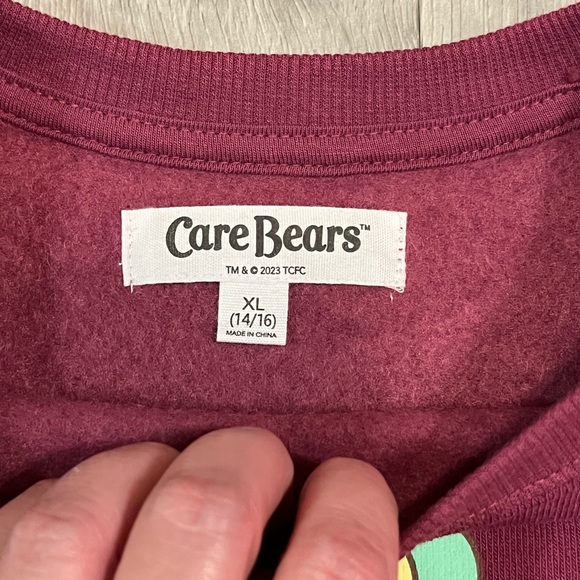 Care Bears™
TM & © 2023 TCFC
XL
(14/16)
MADE IN CHINA